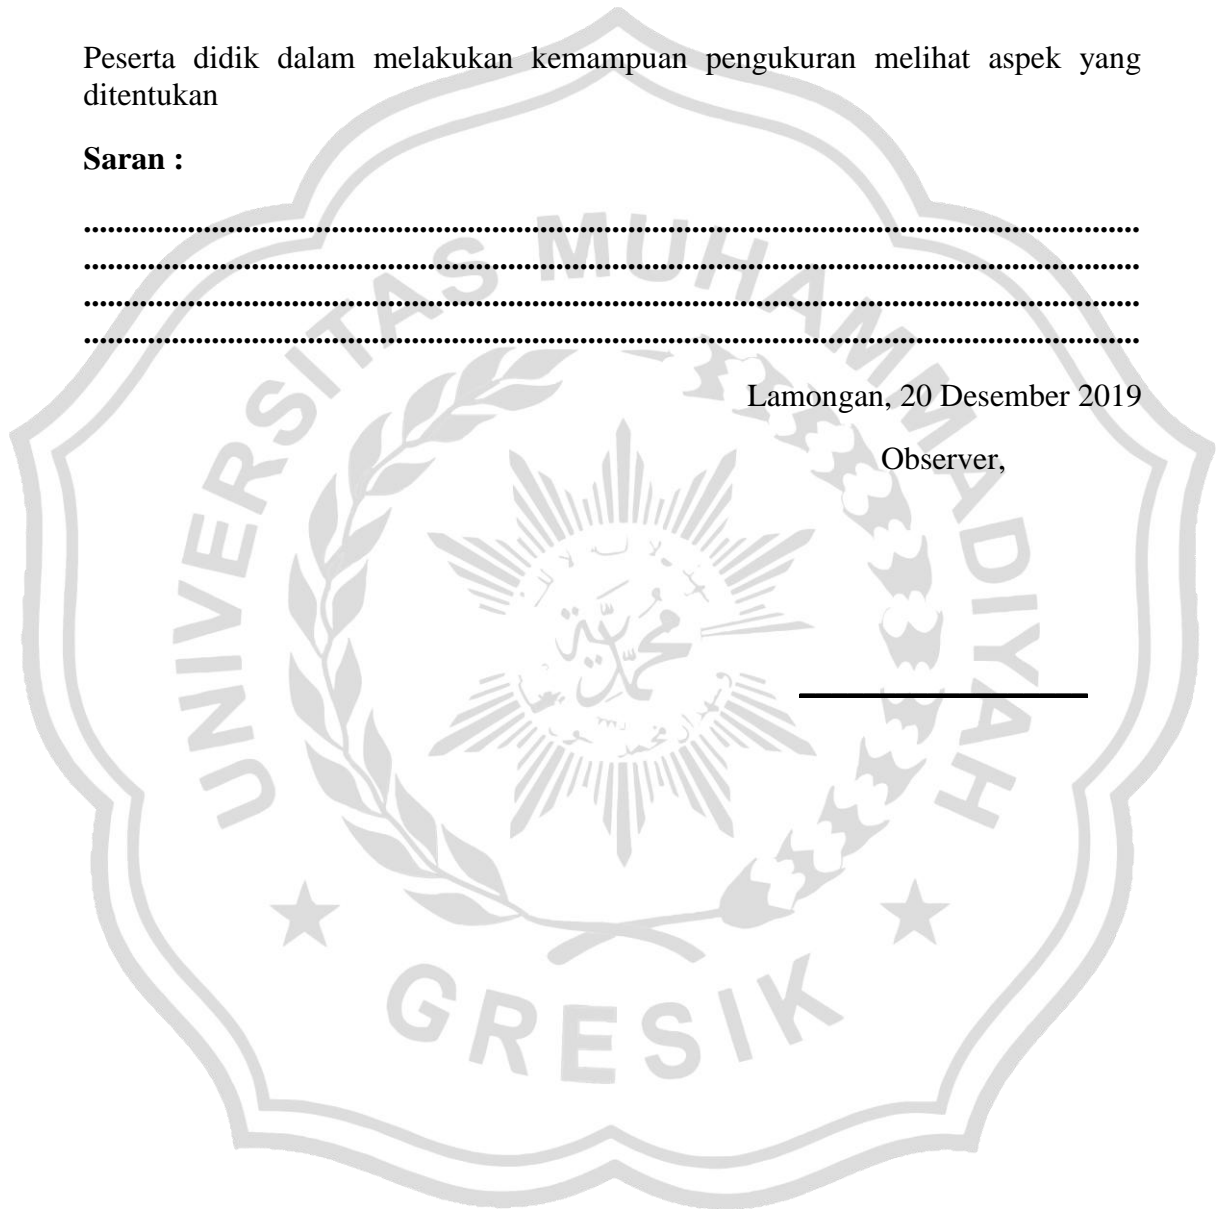 Peserta didik dalam melakukan kemampuan pengukuran melihat aspek yang
ditentukan
Saran :
....................................................................................................................................
....................................................................................................................................
....................................................................................................................................
....................................................................................................................................
Lamongan, 20 Desember 2019
Observer,
UNIVERSITAS MUHAMMADIYAH
GRESIK